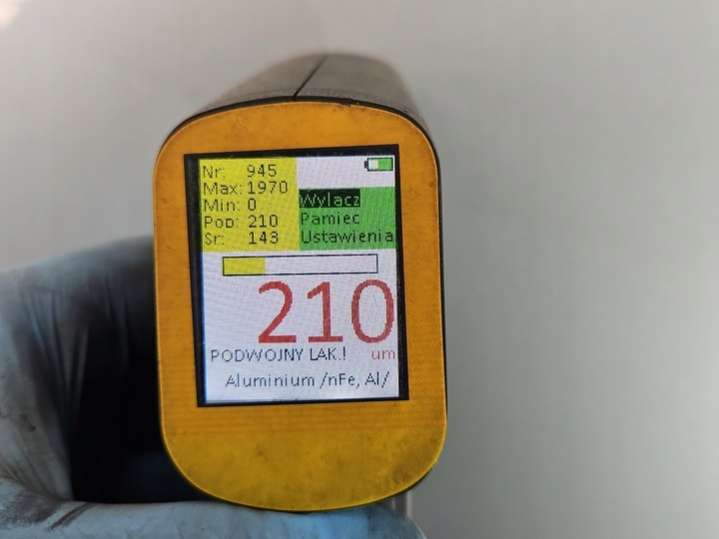 Nr: 945
Max: 1970
Min: 0
Pop: 210
Sr: 143
Wylacz
Pamiec
Ustawienia
210
PODWOJNY LAK.! um
Aluminium /nFe, Al/